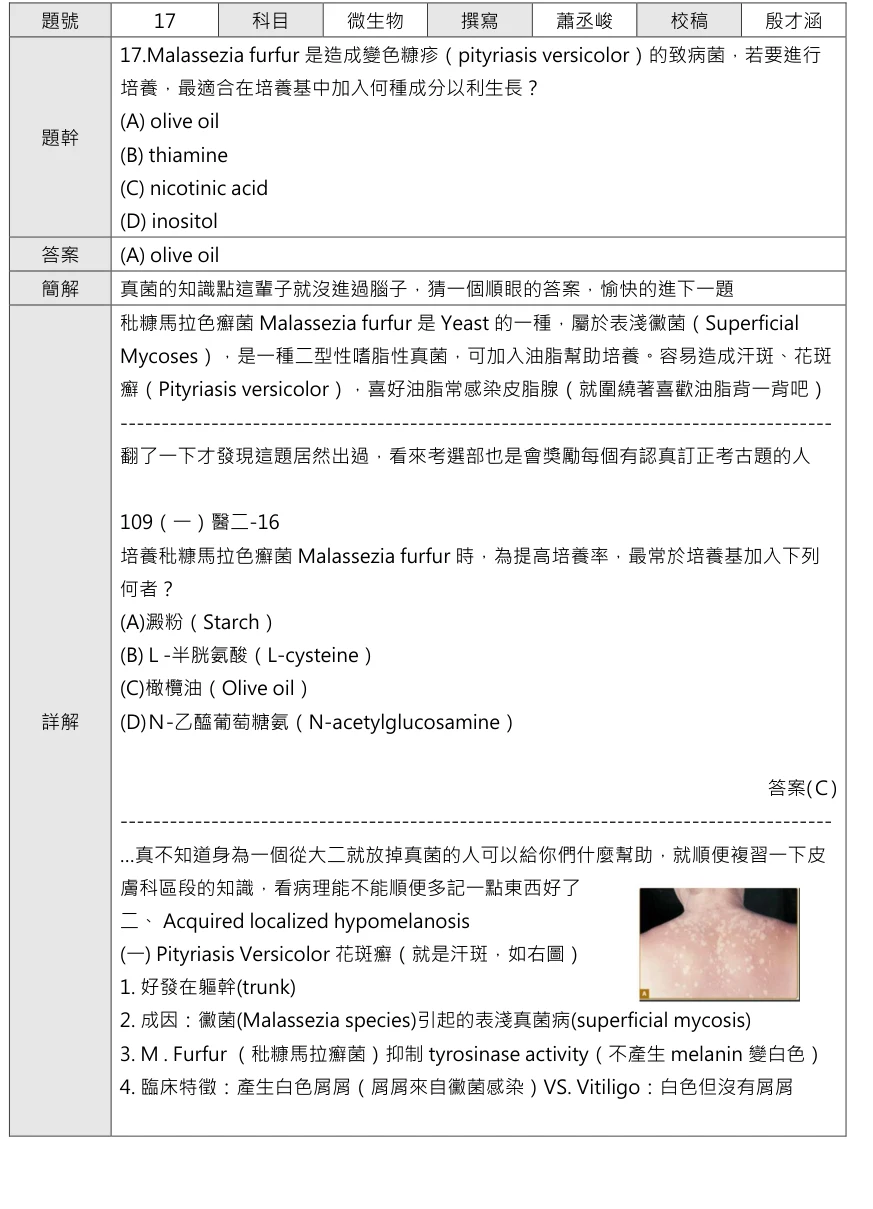 題號 17 科目 微生物 撰寫 蕭丞峻 校稿 殷才涵
題幹
17.Malassezia furfur 是造成變色糠疹（pityriasis versicolor）的致病菌，若要進行
培養，最適合在培養基中加入何種成分以利生長？
(A) olive oil
(B) thiamine
(C) nicotinic acid
(D) inositol
答案 (A) olive oil
簡解 真菌的知識點這輩子就沒進過腦子，猜一個順眼的答案，愉快的進下一題
詳解
秕糠馬拉色癬菌 Malassezia furfur 是 Yeast 的一種，屬於表淺黴菌（Superficial
Mycoses），是一種二型性嗜脂性真菌，可加入油脂幫助培養。容易造成汗斑、花斑
癬（Pityriasis versicolor），喜好油脂常感染皮脂腺（就圍繞著喜歡油脂背一背吧）
---------------------------------------------------------------------------------------
翻了一下才發現這題居然出過，看來考選部也是會獎勵每個有認真訂正考古題的人
109（一）醫二-16
培養秕糠馬拉色癬菌 Malassezia furfur 時，為提高培養率，最常於培養基加入下列
何者？
(A)澱粉（Starch）
(B) L -半胱氨酸（L-cysteine）
(C)橄欖油（Olive oil）
(D)N-乙醯葡萄糖氨（N-acetylglucosamine）
答案(C)
---------------------------------------------------------------------------------------
…真不知道身為一個從大二就放掉真菌的人可以給你們什麼幫助，就順便複習一下皮
膚科區段的知識，看病理能不能順便多記一點東西好了
二、 Acquired localized hypomelanosis
(一) Pityriasis Versicolor 花斑癬（就是汗斑，如右圖）
1. 好發在軀幹(trunk)
2. 成因：黴菌(Malassezia species)引起的表淺真菌病(superficial mycosis)
3. M . Furfur （秕糠馬拉癬菌）抑制 tyrosinase activity（不產生 melanin 變白色）
4. 臨床特徵：產生白色屑屑（屑屑來自黴菌感染）VS. Vitiligo：白色但沒有屑屑
A